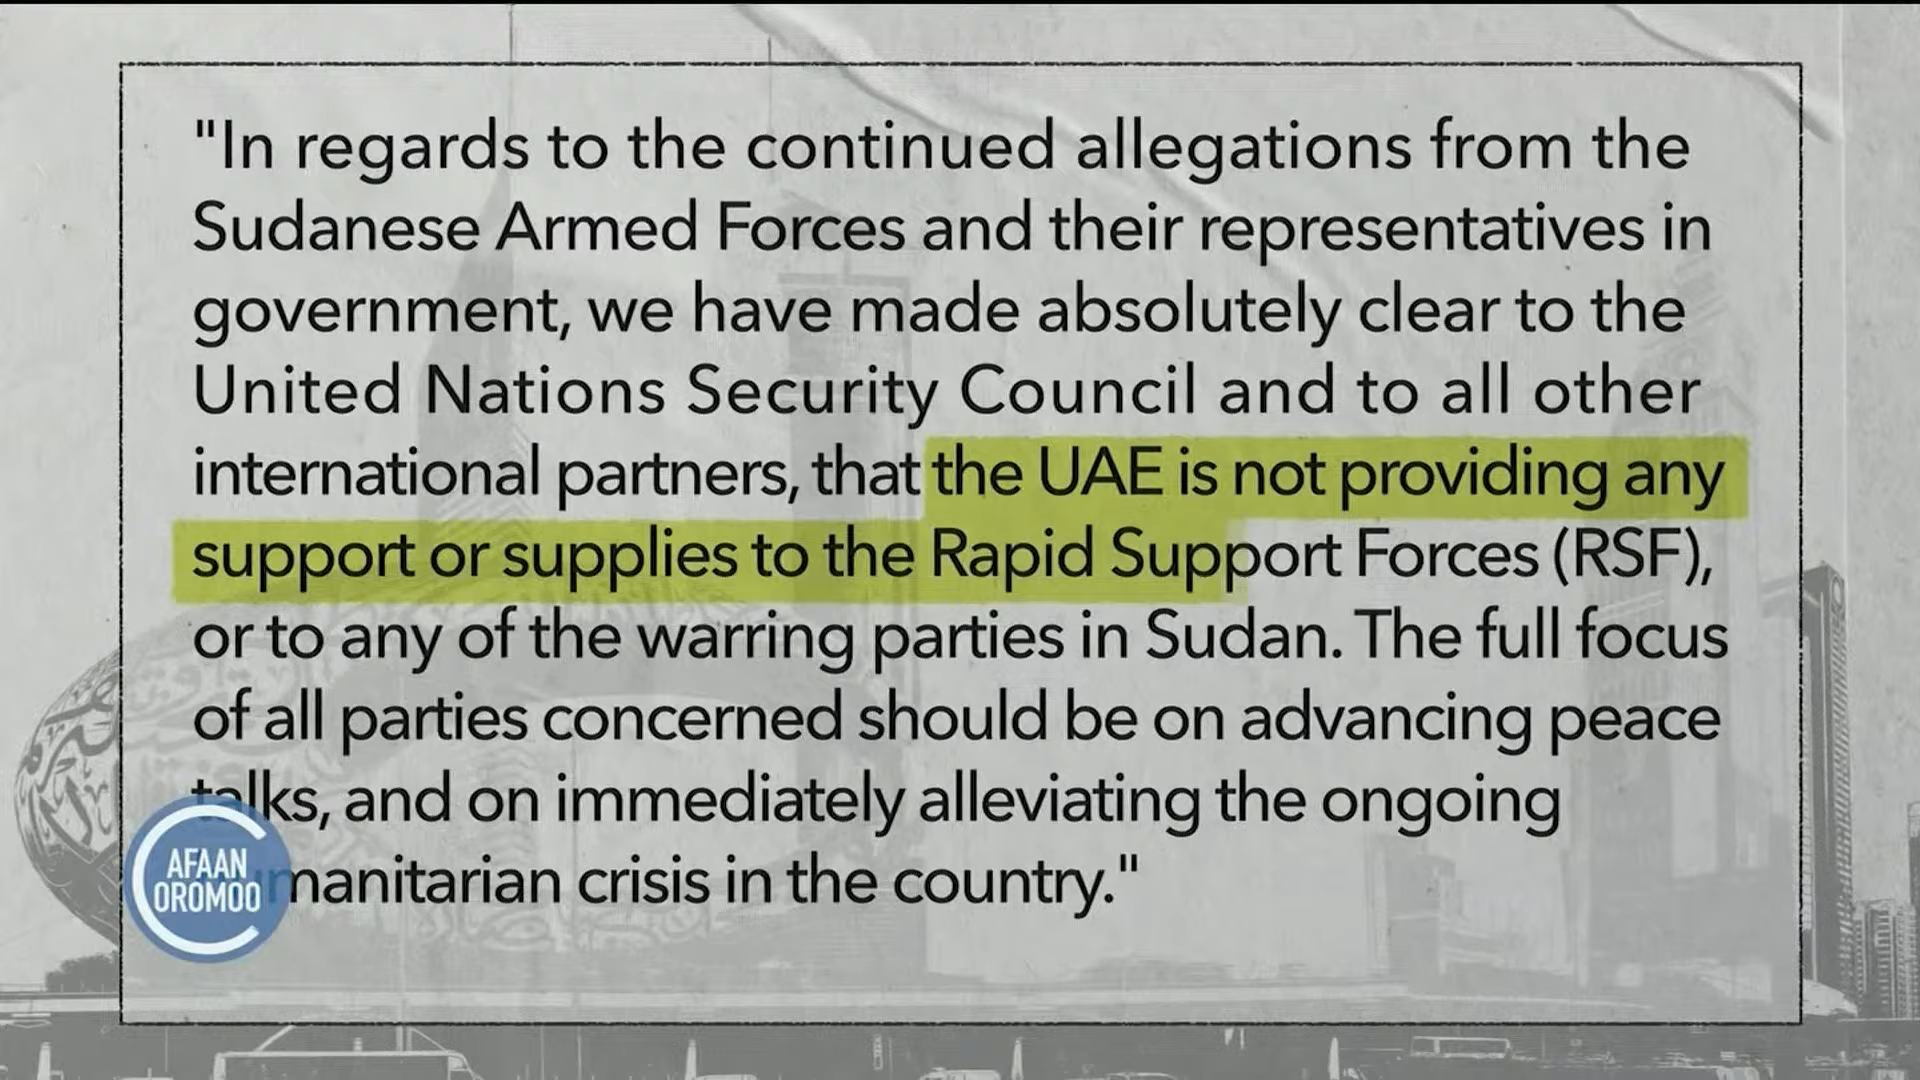 "In regards to the continued allegations from the
Sudanese Armed Forces and their representatives in
government, we have made absolutely clear to the
United Nations Security Council and to all other
international partners, that the UAE is not providing any
support or supplies to the Rapid Support Forces (RSF),
or to any of the warring parties in Sudan. The full focus
of all parties concerned should be on advancing peace
talks, and on immediately alleviating the ongoing
manitarian crisis in the country."
AFAAN
OROMOO